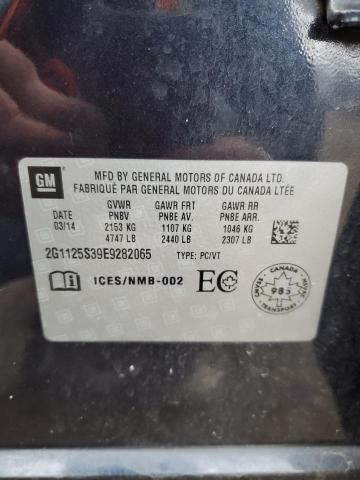 GM
MFD BY GENERAL MOTORS OF CANADA LTD.
FABRIQUÉ PAR GENERAL MOTORS DU CANADA LTÉE
GVWR GAWR FRT GAWR RR
DATE PNBV PNBE AV. PNBE ARR.
03/14 2153 KG 1107 KG 1046 KG
4747 LB 2440 LB 2307 LB
2G1125S39E9282065 TYPE: PC/VT
ICES/NMB-002 EC
CANADA
985
TRANSPORT